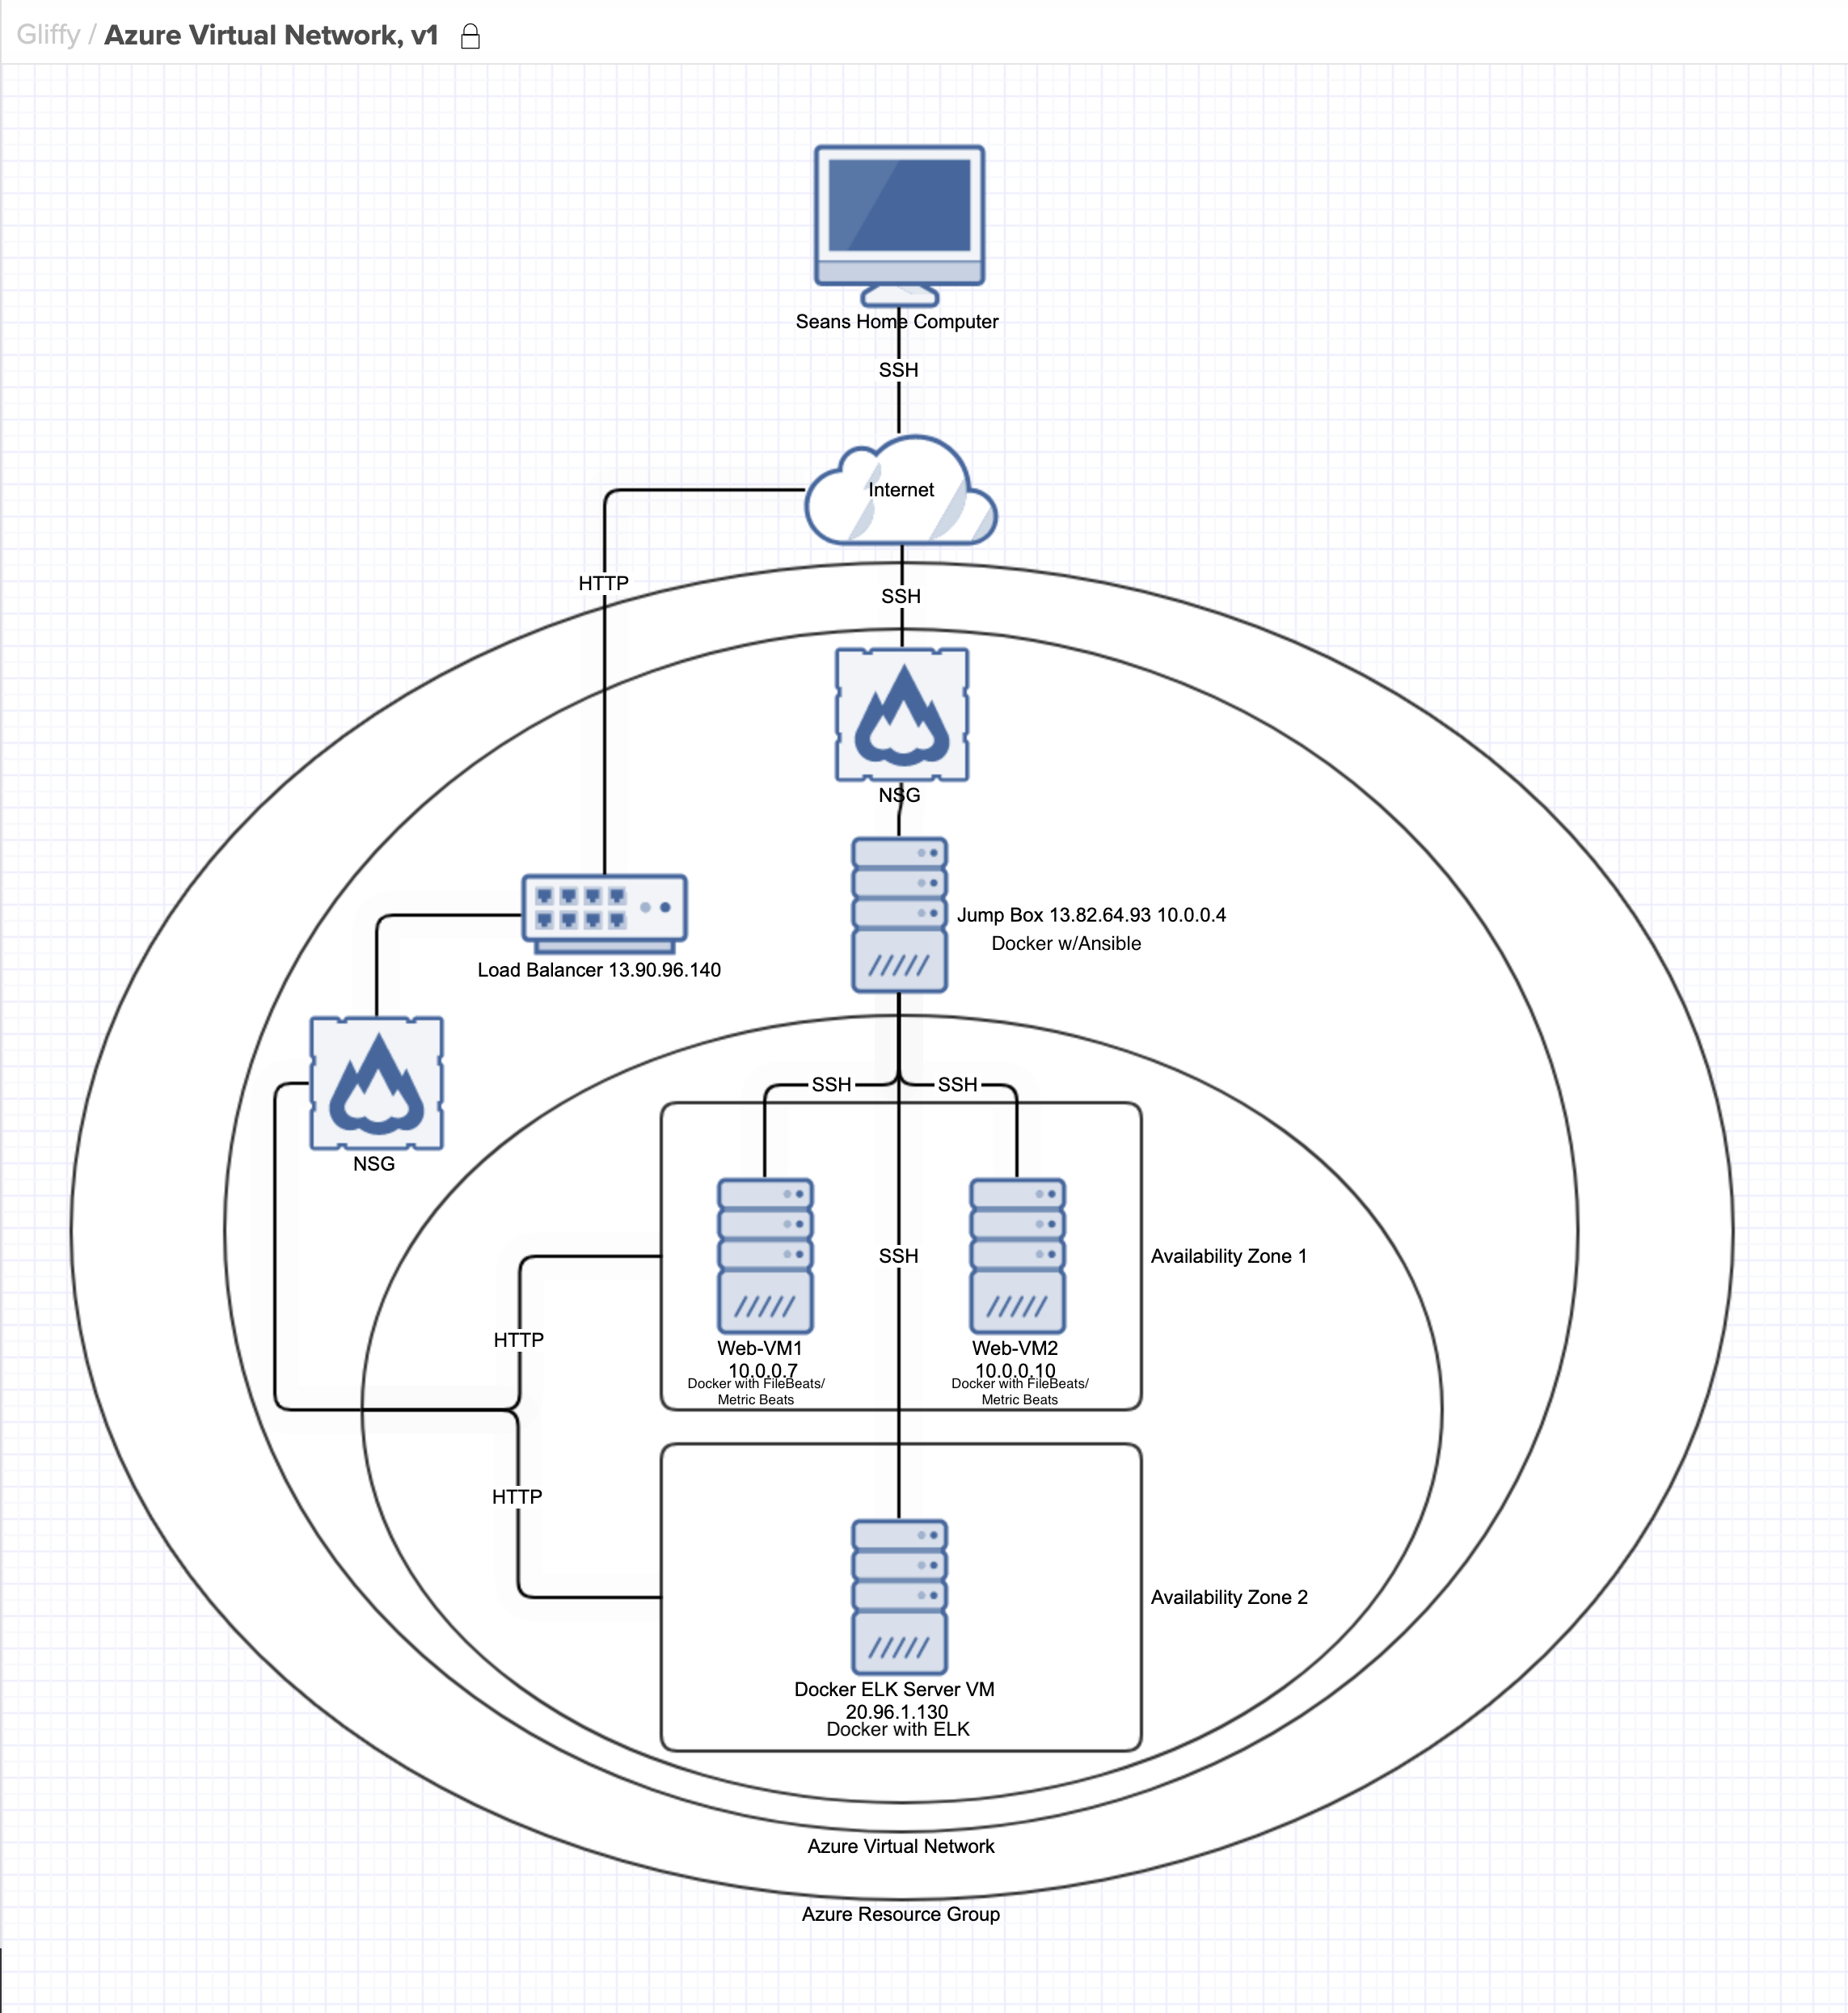 Gliffy / Azure Virtual Network, v1
Seans Home Computer
SSH
Internet
HTTP
SSH
NSG
Jump Box 13.82.64.93 10.0.0.4
Docker w/Ansible
Load Balancer 13.90.96.140
NSG
SSH
SSH
SSH
Availability Zone 1
HTTP
Web-VM1
10.0.0.7
Docker with FileBeats/
Metric Beats
Web-VM2
10.0.0.10
Docker with FileBeats/
Metric Beats
HTTP
Availability Zone 2
Docker ELK Server VM
20.96.1.130
Docker with ELK
Azure Virtual Network
Azure Resource Group